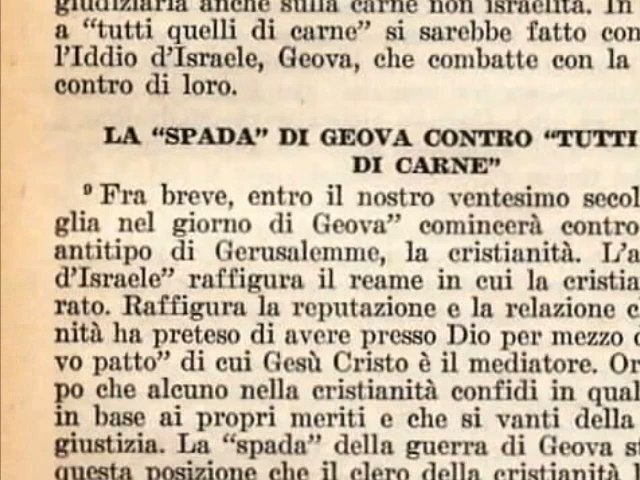 giudiziaria anche sulla carne non israelita. In
a “tutti quelli di carne” si sarebbe fatto con
l’Iddio d’Israele, Geova, che combatte con la
contro di loro.
LA “SPADA” DI GEOVA CONTRO “TUTTI
DI CARNE”
⁹ Fra breve, entro il nostro ventesimo secol
glia nel giorno di Geova” comincerà contro
antitipo di Gerusalemme, la cristianità. L’a
d’Israele” raffigura il reame in cui la cristia
rato. Raffigura la reputazione e la relazione c
nità ha preteso di avere presso Dio per mezzo
vo patto” di cui Gesù Cristo è il mediatore. Or
po che alcuno nella cristianità confidi in qual
in base ai propri meriti e che si vanti della
giustizia. La “spada” della guerra di Geova s
questa posizione che il clero della cristianità